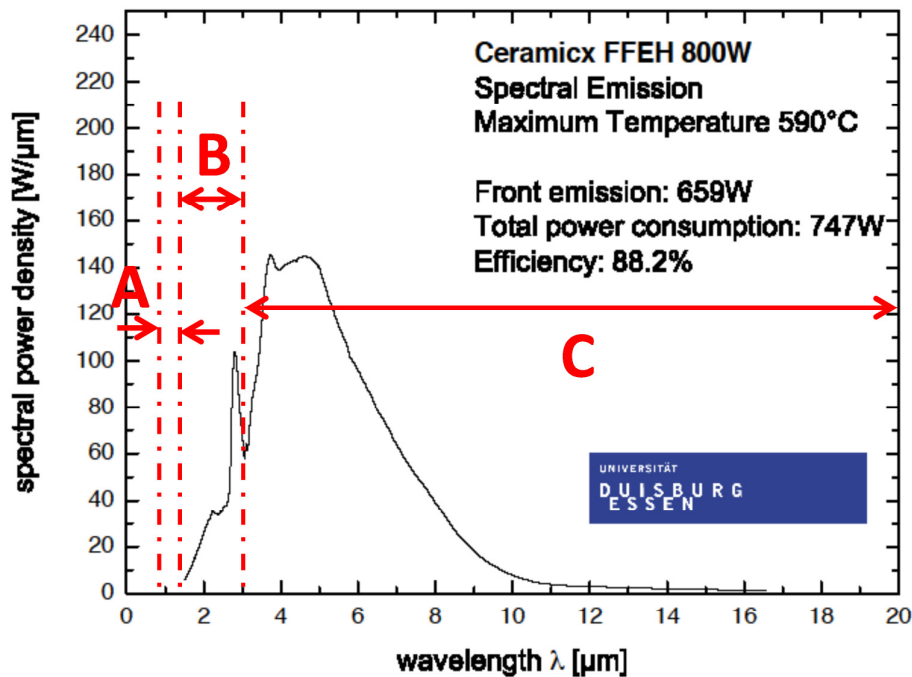 240
220
200
180
160
140
120
100
80
60
40
20
0
spectral power density [W/µm]
Ceramicx FFEH 800W
Spectral Emission
Maximum Temperature 590°C
Front emission: 659W
Total power consumption: 747W
Efficiency: 88.2%
B
A
C
UNIVERSITÄT
DUISBURG
ESSEN
0 2 4 6 8 10 12 14 16 18 20
wavelength λ [µm]